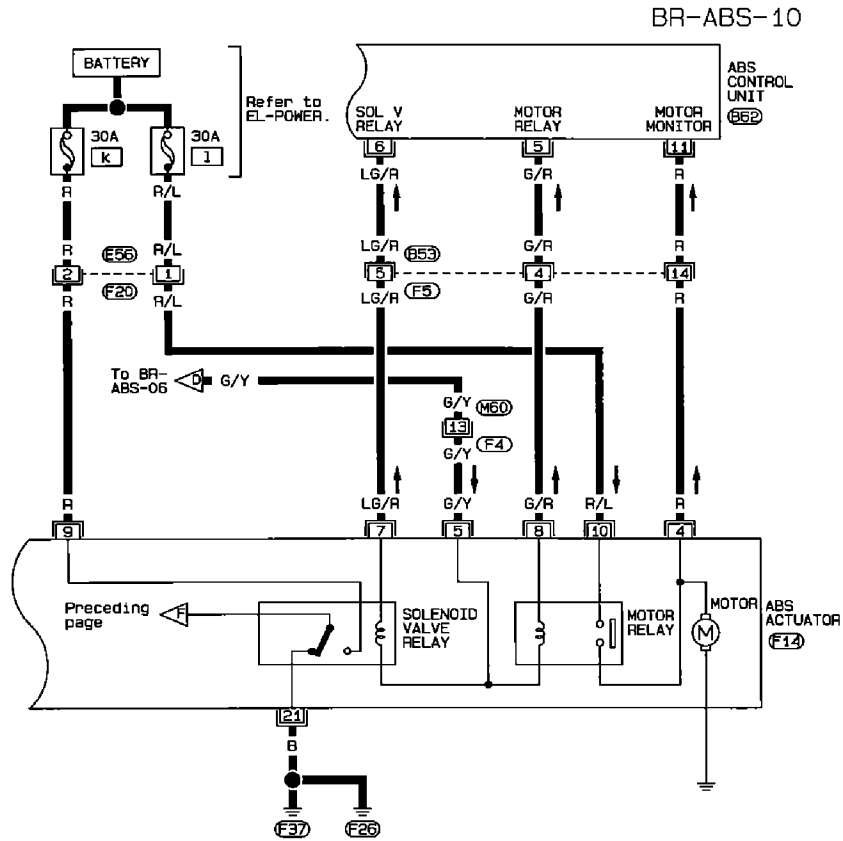 BR-ABS-10
BATTERY
Refer to
EL-POWER.
30A
k
30A
l
ABS
CONTROL
UNIT
B62
SOL V
RELAY
MOTOR
RELAY
MOTOR
MONITOR
6
5
11
R
R/L
LG/R
G/R
R
R
E56
R/L
LG/R
B53
G/R
R
2
1
5
4
14
R
F20
R/L
LG/R
F5
G/R
R
To BR-
ABS-06
D
G/Y
G/Y
M60
13
F4
G/Y
R
LG/R
G/Y
G/R
R/L
R
9
7
5
8
10
4
Preceding
page
F
SOLENOID
VALVE
RELAY
MOTOR
RELAY
MOTOR
M
ABS
ACTUATOR
F14
21
B
F37
F26